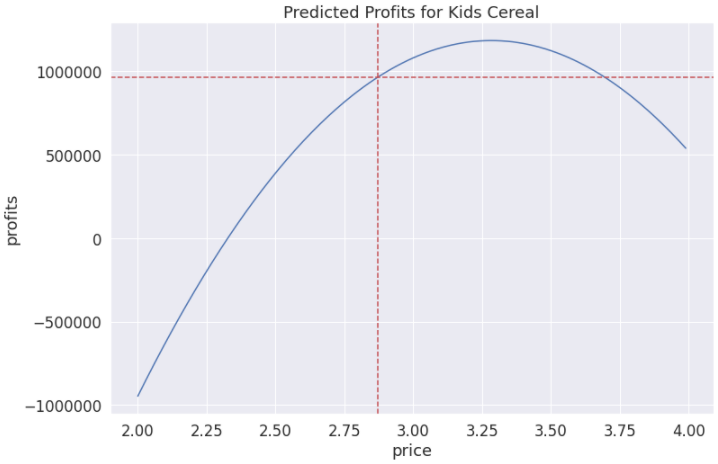 Predicted Profits for Kids Cereal
1000000
500000
0
−500000
−1000000
profits
2.00 2.25 2.50 2.75 3.00 3.25 3.50 3.75 4.00
price